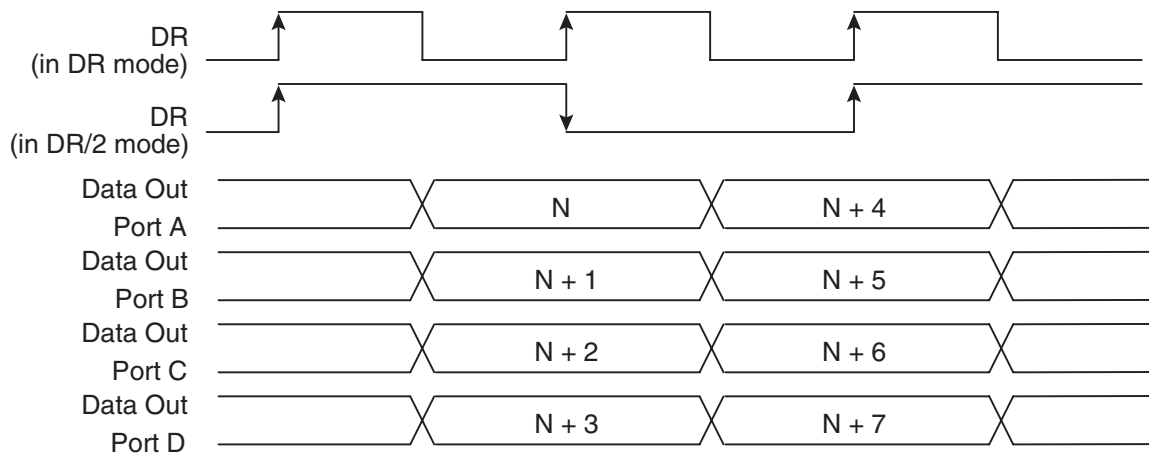 DR
(in DR mode)
DR
(in DR/2 mode)
Data Out
Port A
N
N + 4
Data Out
Port B
N + 1
N + 5
Data Out
Port C
N + 2
N + 6
Data Out
Port D
N + 3
N + 7